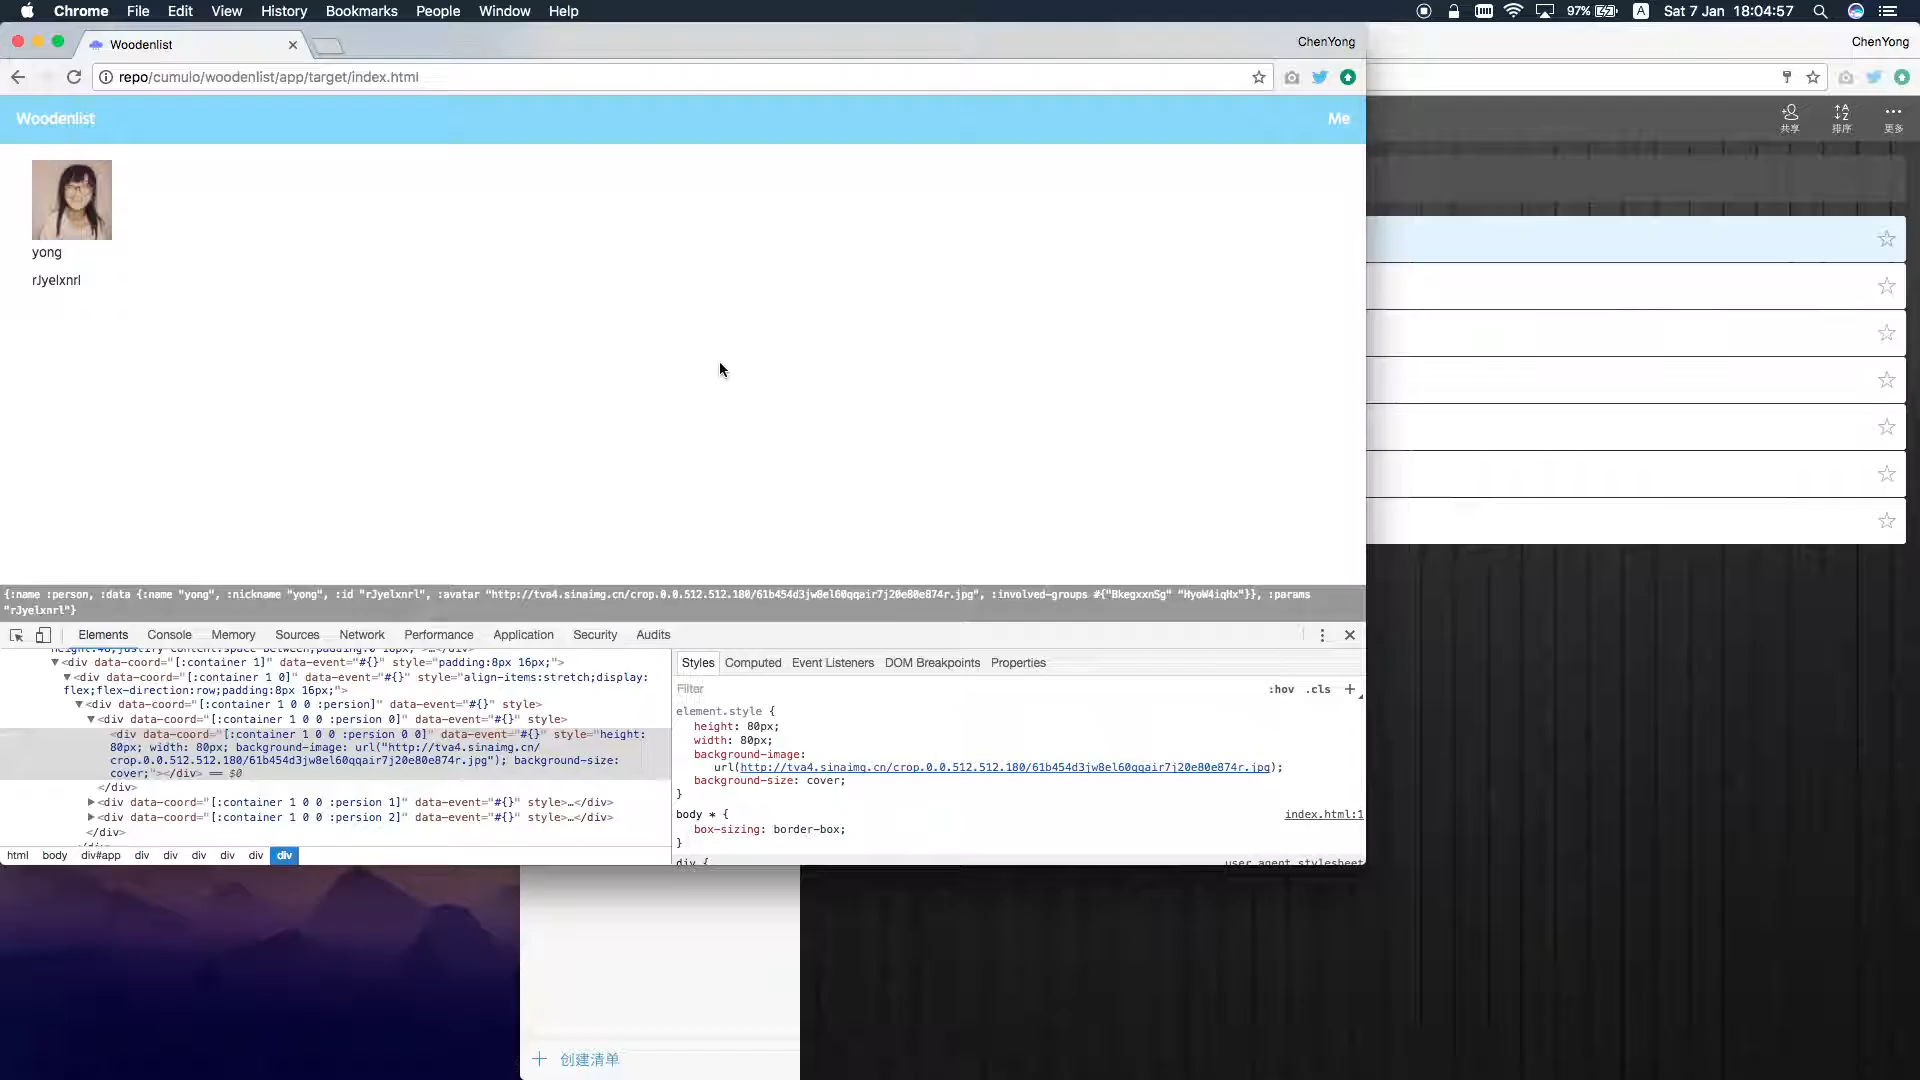 Chrome File Edit View History Bookmarks People Window Help 97% A Sat 7 Jan 18:04:57
Woodenlist ChenYong ChenYong
repo/cumulo/woodenlist/app/target/index.html
Woodenlist Me
共享 排序 更多
yong
rJyelxnrl
{:name :person, :data {:name "yong", :nickname "yong", :id "rJyelxnrl", :avatar "http://tva4.sinaimg.cn/crop.0.0.512.512.180/61b454d3jw8el60qqair7j20e80e874r.jpg", :involved-groups #{"BkegxxnSg" "HyoW4iqHx"}}, :params
"rJyelxnrl"}
Elements Console Memory Sources Network Performance Application Security Audits
▼<div data-coord="[:container 1]" data-event="#{}" style="padding:8px 16px;">
▼<div data-coord="[:container 1 0]" data-event="#{}" style="align-items:stretch;display:
flex;flex-direction:row;padding:8px 16px;">
▼<div data-coord="[:container 1 0 0 :persion]" data-event="#{}" style>
▼<div data-coord="[:container 1 0 0 :persion 0]" data-event="#{}" style>
<div data-coord="[:container 1 0 0 :persion 0 0]" data-event="#{}" style="height:
80px; width: 80px; background-image: url("http://tva4.sinaimg.cn/
crop.0.0.512.512.180/61b454d3jw8el60qqair7j20e80e874r.jpg"); background-size:
cover;"></div> == $0
</div>
▶<div data-coord="[:container 1 0 0 :persion 1]" data-event="#{}" style>…</div>
▶<div data-coord="[:container 1 0 0 :persion 2]" data-event="#{}" style>…</div>
</div>
html body div#app div div div div div div
Styles Computed Event Listeners DOM Breakpoints Properties
Filter :hov .cls +
element.style {
height: 80px;
width: 80px;
background-image:
url(http://tva4.sinaimg.cn/crop.0.0.512.512.180/61b454d3jw8el60qqair7j20e80e874r.jpg);
background-size: cover;
}
body * { index.html:1
box-sizing: border-box;
}
div { user agent stylesheet
+ 创建清单